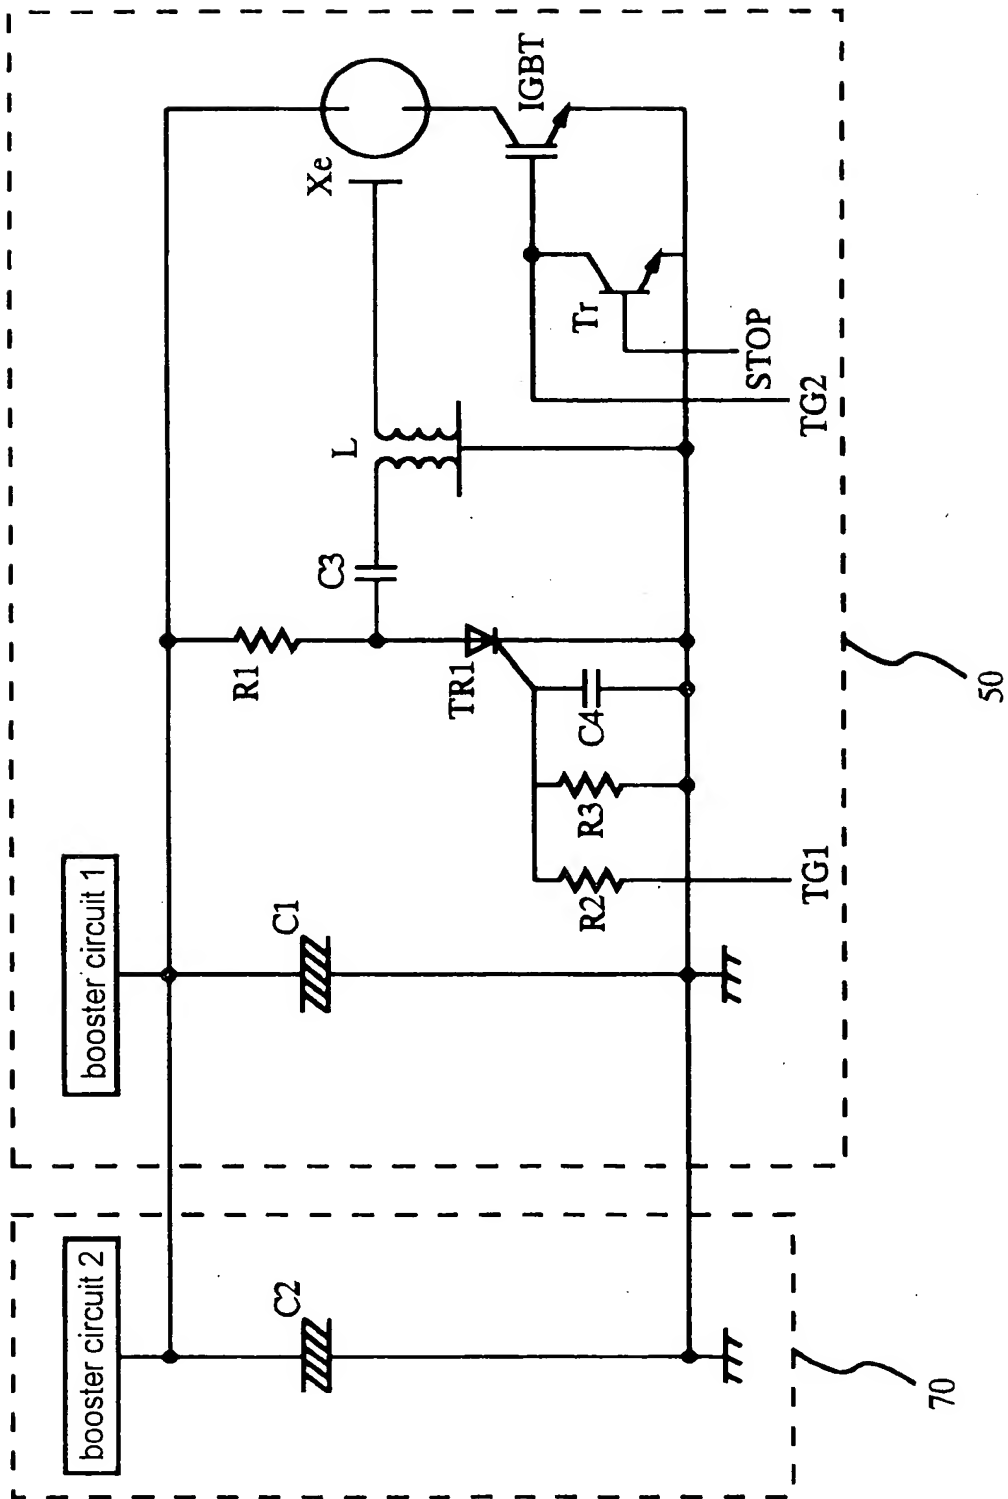 booster circuit 2
C2
70
booster circuit 1
C1
R2
R3
C4
TG1
R1
TR1
C3
L
Xe
IGBT
Tr
STOP
TG2
50